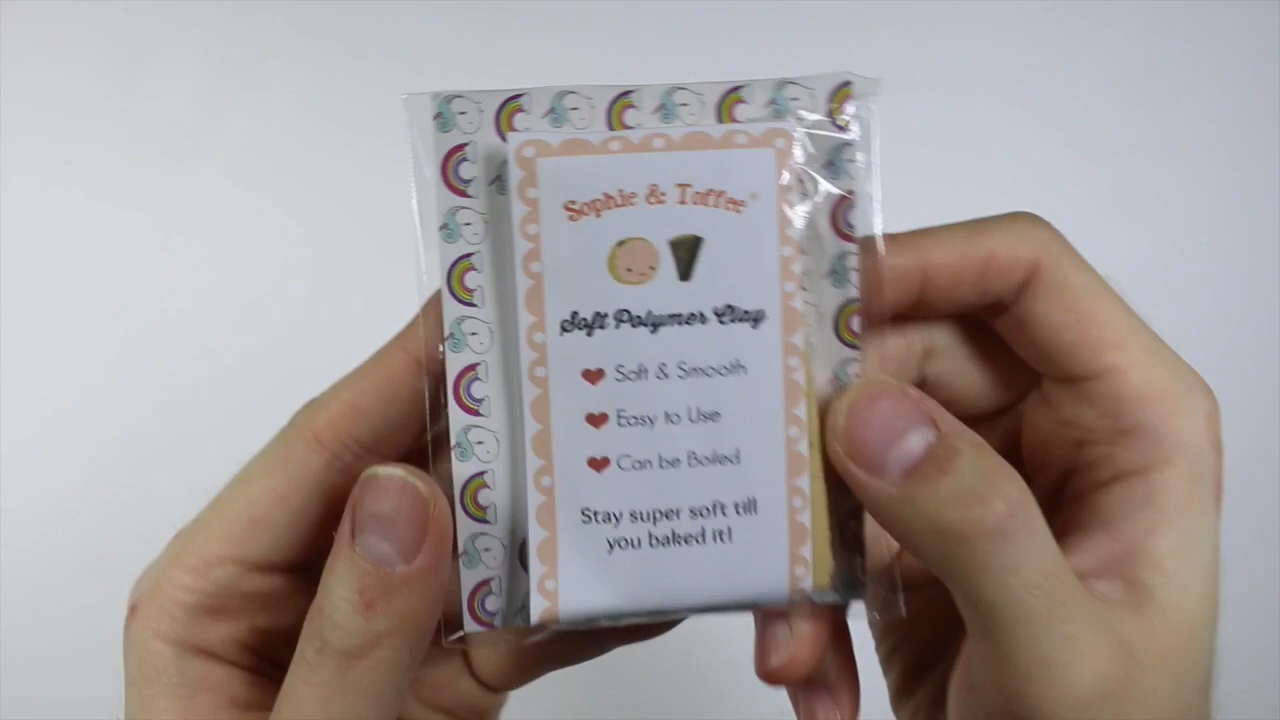 Sophie & Toffee
Soft Polymer Clay
Soft & Smooth
Easy to Use
Can be Boiled
Stay super soft till
you baked it!